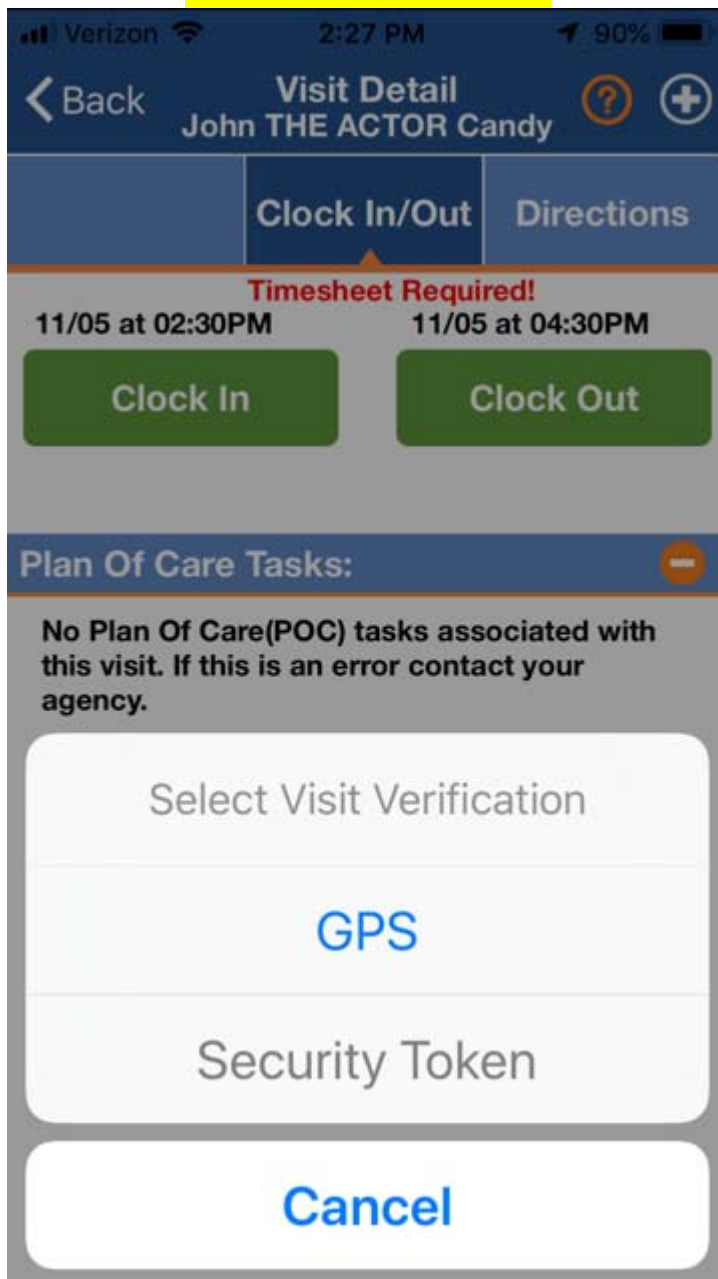 Verizon 2:27 PM 90%
Back Visit Detail
John THE ACTOR Candy ?
Clock In/Out Directions
Timesheet Required!
11/05 at 02:30PM 11/05 at 04:30PM
Clock In Clock Out
Plan Of Care Tasks:
No Plan Of Care(POC) tasks associated with
this visit. If this is an error contact your
agency.
Select Visit Verification
GPS
Security Token
Cancel